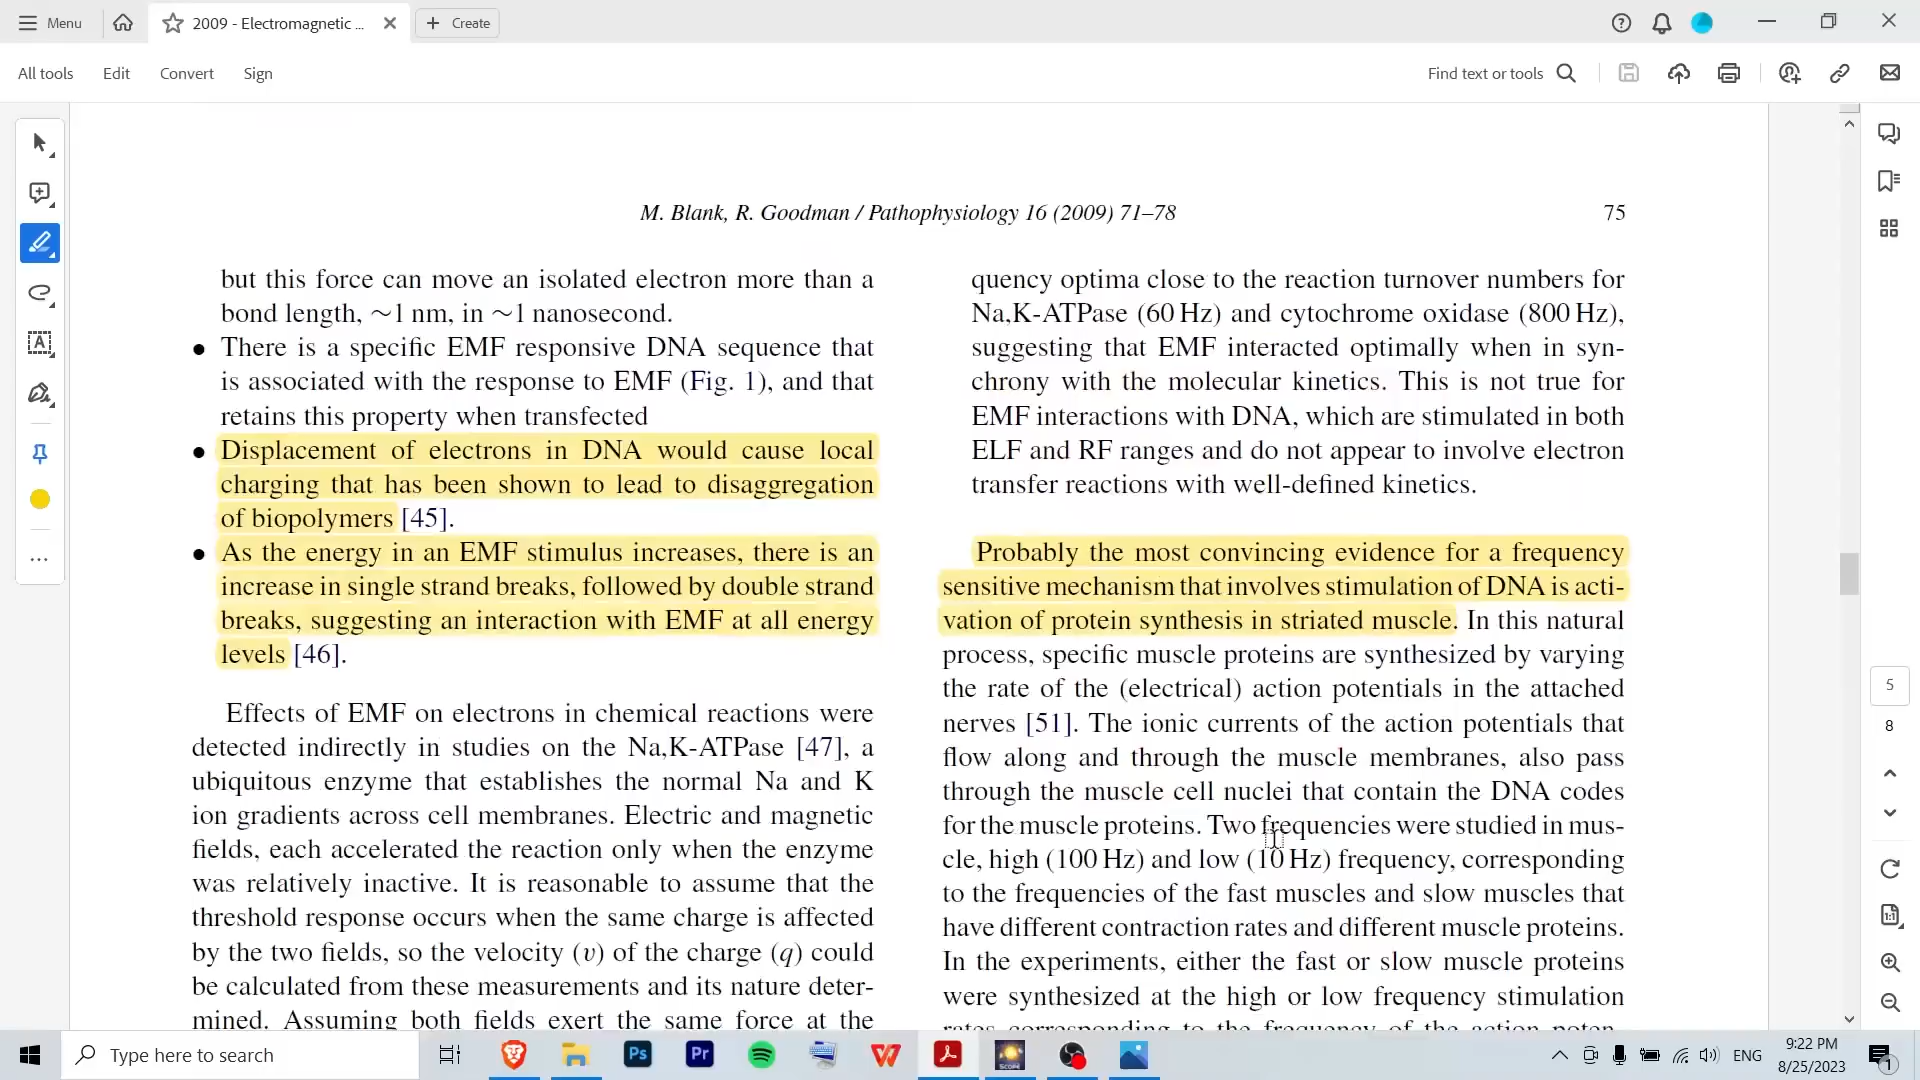 Menu
2009 - Electromagnetic ...
Create
All tools
Edit
Convert
Sign
Find text or tools
M. Blank, R. Goodman / Pathophysiology 16 (2009) 71–78
75
but this force can move an isolated electron more than a
bond length, ∼1 nm, in ∼1 nanosecond.
● There is a specific EMF responsive DNA sequence that
is associated with the response to EMF (Fig. 1), and that
retains this property when transfected
● Displacement of electrons in DNA would cause local
charging that has been shown to lead to disaggregation
of biopolymers [45].
● As the energy in an EMF stimulus increases, there is an
increase in single strand breaks, followed by double strand
breaks, suggesting an interaction with EMF at all energy
levels [46].
Effects of EMF on electrons in chemical reactions were
detected indirectly in studies on the Na,K-ATPase [47], a
ubiquitous enzyme that establishes the normal Na and K
ion gradients across cell membranes. Electric and magnetic
fields, each accelerated the reaction only when the enzyme
was relatively inactive. It is reasonable to assume that the
threshold response occurs when the same charge is affected
by the two fields, so the velocity (v) of the charge (q) could
be calculated from these measurements and its nature deter-
mined. Assuming both fields exert the same force at the
quency optima close to the reaction turnover numbers for
Na,K-ATPase (60 Hz) and cytochrome oxidase (800 Hz),
suggesting that EMF interacted optimally when in syn-
chrony with the molecular kinetics. This is not true for
EMF interactions with DNA, which are stimulated in both
ELF and RF ranges and do not appear to involve electron
transfer reactions with well-defined kinetics.
Probably the most convincing evidence for a frequency
sensitive mechanism that involves stimulation of DNA is acti-
vation of protein synthesis in striated muscle. In this natural
process, specific muscle proteins are synthesized by varying
the rate of the (electrical) action potentials in the attached
nerves [51]. The ionic currents of the action potentials that
flow along and through the muscle membranes, also pass
through the muscle cell nuclei that contain the DNA codes
for the muscle proteins. Two frequencies were studied in mus-
cle, high (100 Hz) and low (10 Hz) frequency, corresponding
to the frequencies of the fast muscles and slow muscles that
have different contraction rates and different muscle proteins.
In the experiments, either the fast or slow muscle proteins
were synthesized at the high or low frequency stimulation
rates corresponding to the frequency of the action poten-
5
8
Type here to search
Ps
Pr
ENG
9:22 PM
8/25/2023
1